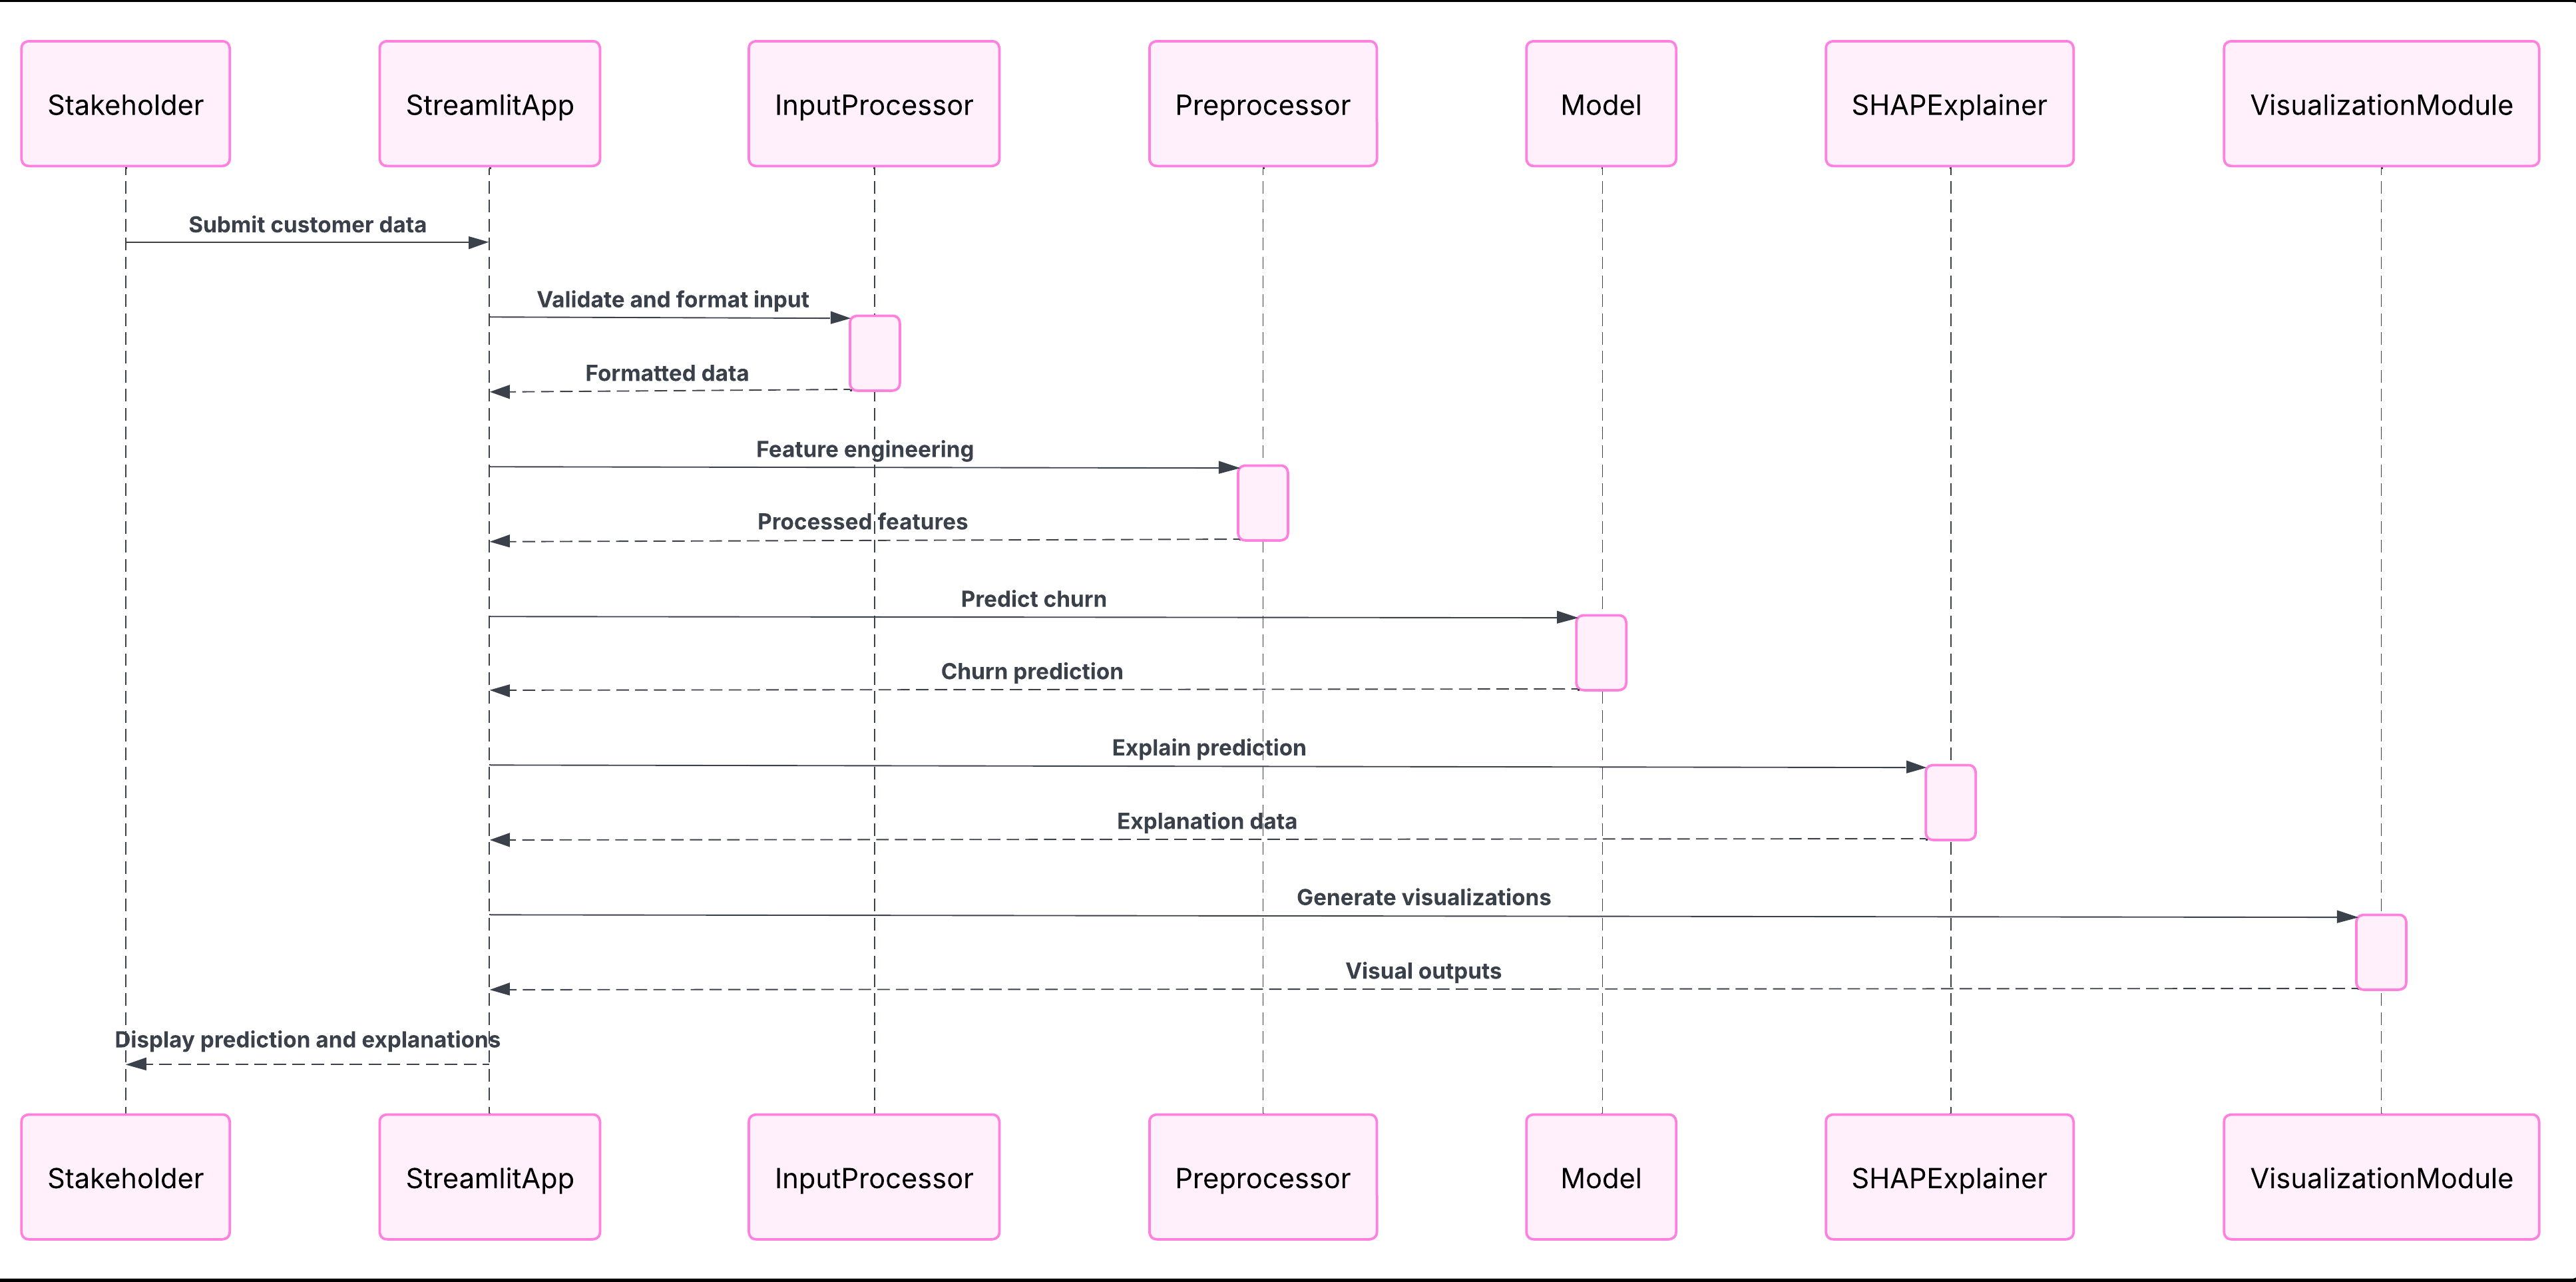 Stakeholder
StreamlitApp
InputProcessor
Preprocessor
Model
SHAPExplainer
VisualizationModule
Submit customer data
Validate and format input
Formatted data
Feature engineering
Processed features
Predict churn
Churn prediction
Explain prediction
Explanation data
Generate visualizations
Visual outputs
Display prediction and explanations
Stakeholder
StreamlitApp
InputProcessor
Preprocessor
Model
SHAPExplainer
VisualizationModule